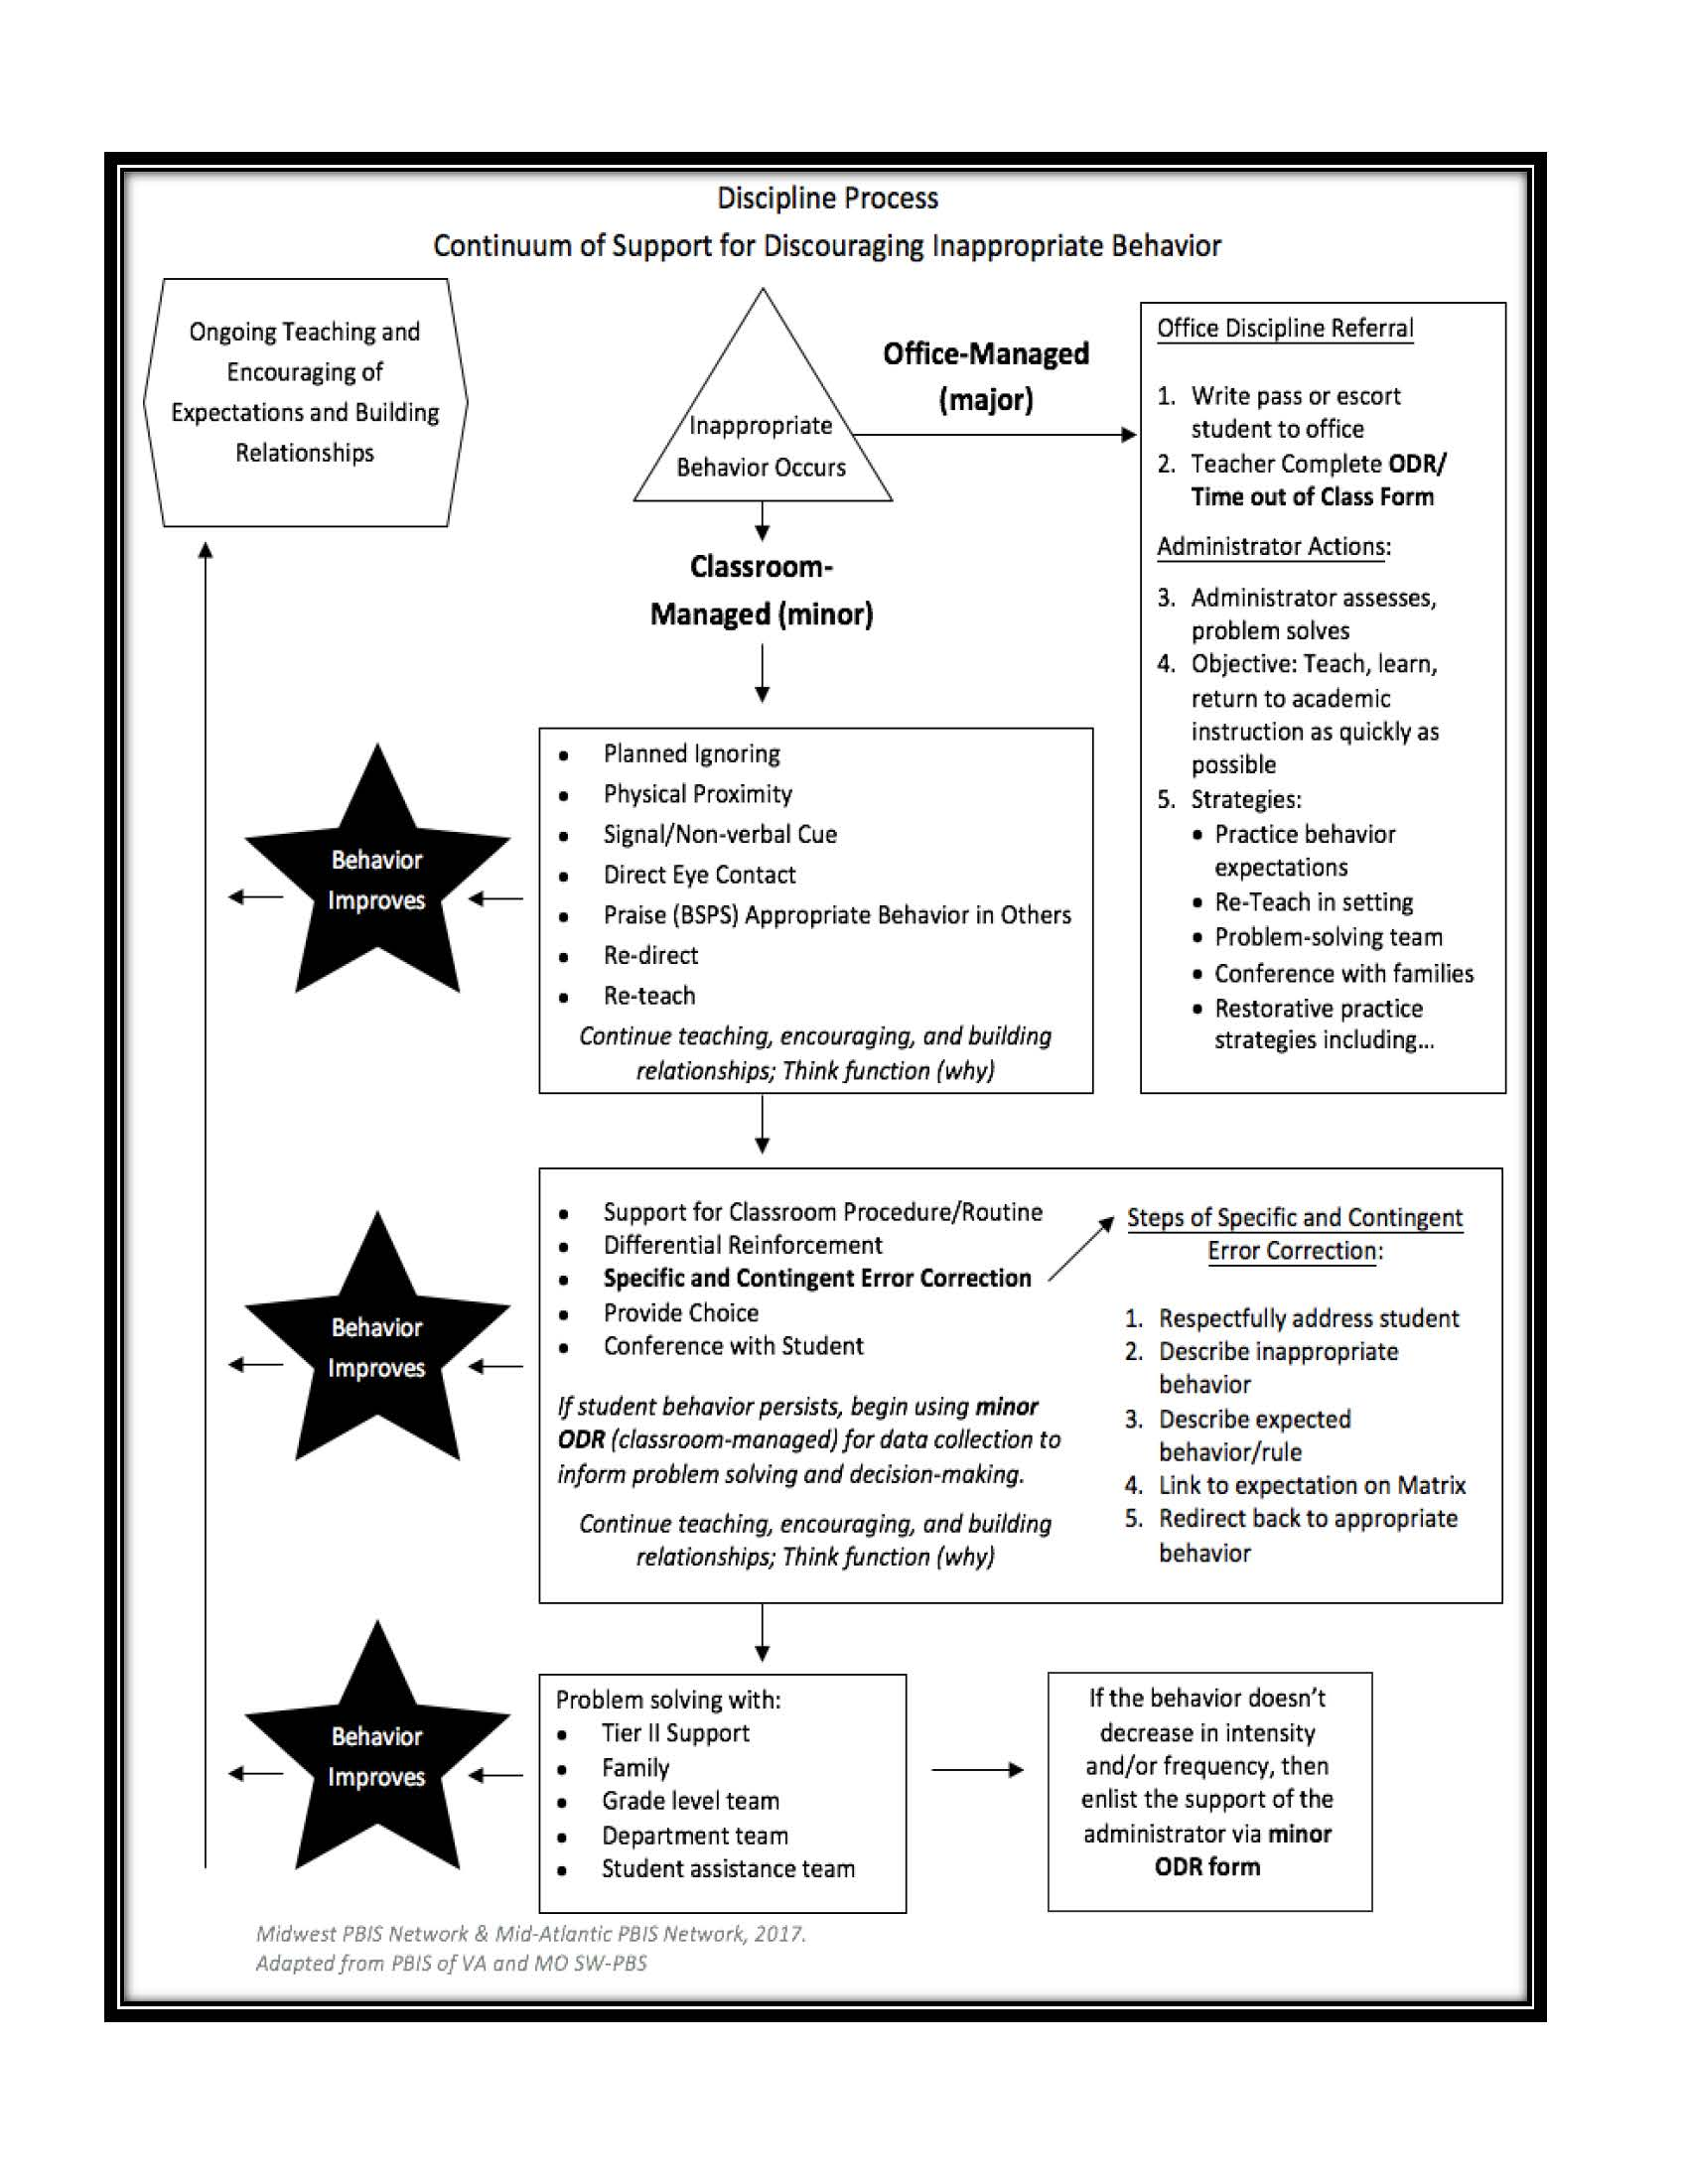 Discipline Process
Continuum of Support for Discouraging Inappropriate Behavior
Ongoing Teaching and
Encouraging of
Expectations and Building
Relationships
Inappropriate
Behavior Occurs
Office-Managed
(major)
Office Discipline Referral
1. Write pass or escort
student to office
2. Teacher Complete ODR/
Time out of Class Form
Administrator Actions:
3. Administrator assesses,
problem solves
4. Objective: Teach, learn,
return to academic
instruction as quickly as
possible
5. Strategies:
• Practice behavior
expectations
• Re-Teach in setting
• Problem-solving team
• Conference with families
• Restorative practice
strategies including...
Classroom-
Managed (minor)
• Planned Ignoring
• Physical Proximity
• Signal/Non-verbal Cue
• Direct Eye Contact
• Praise (BSPS) Appropriate Behavior in Others
• Re-direct
• Re-teach
Continue teaching, encouraging, and building
relationships; Think function (why)
Behavior
Improves
• Support for Classroom Procedure/Routine
• Differential Reinforcement
• Specific and Contingent Error Correction
• Provide Choice
• Conference with Student
If student behavior persists, begin using minor
ODR (classroom-managed) for data collection to
inform problem solving and decision-making.
Continue teaching, encouraging, and building
relationships; Think function (why)
Steps of Specific and Contingent
Error Correction:
1. Respectfully address student
2. Describe inappropriate
behavior
3. Describe expected
behavior/rule
4. Link to expectation on Matrix
5. Redirect back to appropriate
behavior
Behavior
Improves
Problem solving with:
• Tier II Support
• Family
• Grade level team
• Department team
• Student assistance team
Behavior
Improves
If the behavior doesn't
decrease in intensity
and/or frequency, then
enlist the support of the
administrator via minor
ODR form
Midwest PBIS Network & Mid-Atlantic PBIS Network, 2017.
Adapted from PBIS of VA and MO SW-PBS